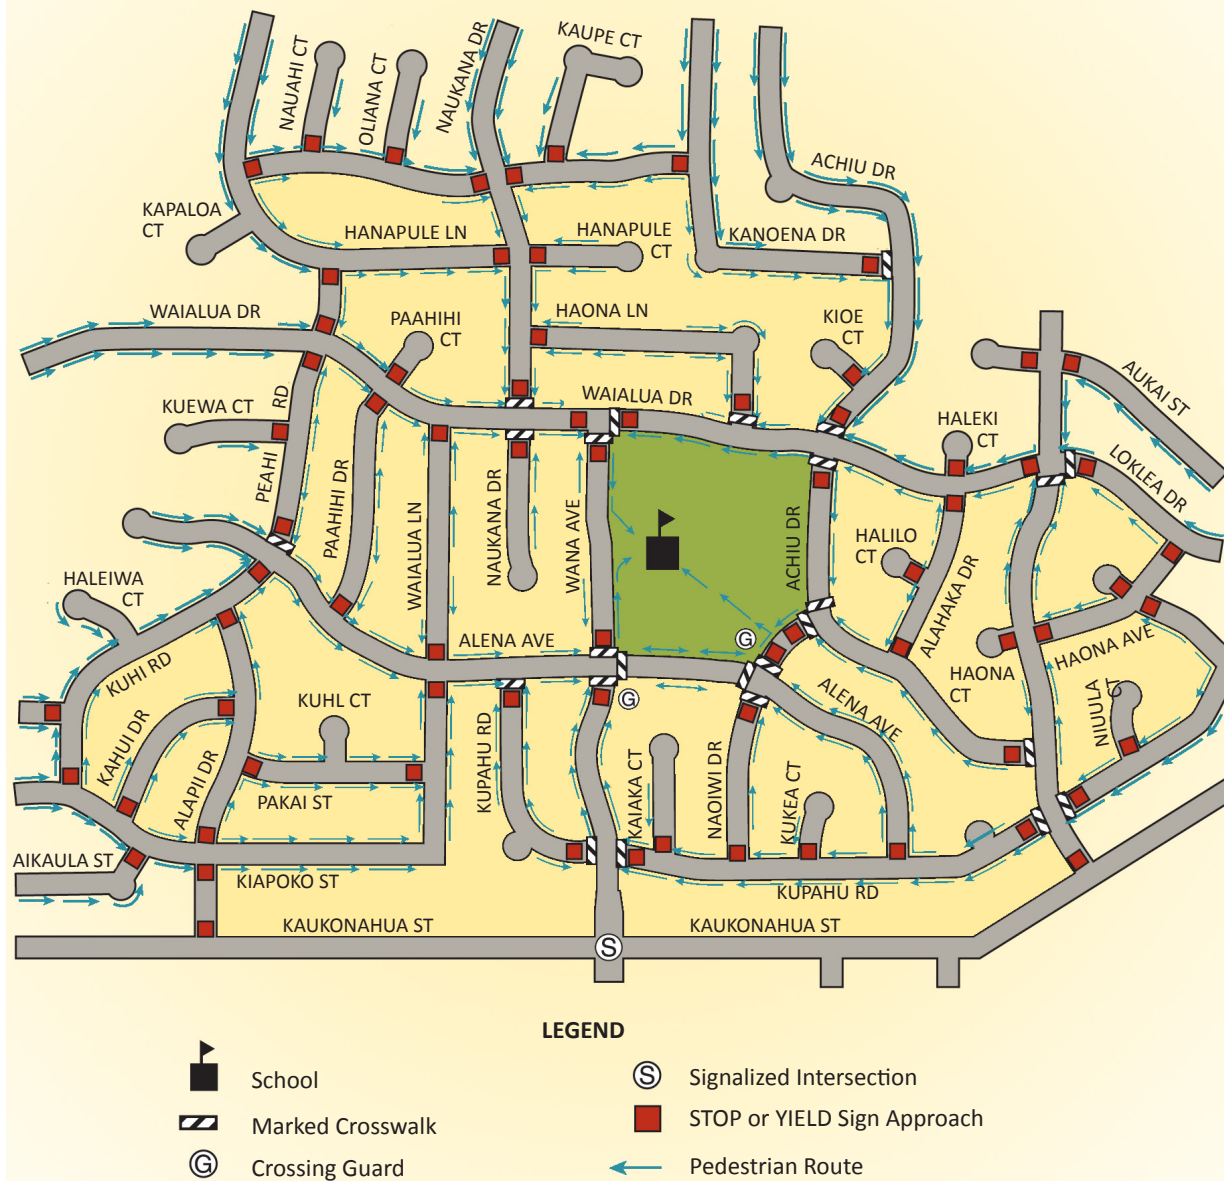 NAUAHI CT
OLIANA CT
NAUKANA DR
KAUPE CT
ACHIU DR
KAPALOA
CT
HANAPULE LN
HANAPULE
CT
KANOENA DR
WAIALUA DR
PAAHIHI
CT
HAONA LN
KIOE
CT
AUKAI ST
KUEWA CT
PEAHI RD
WAIALUA DR
HALEKI
CT
LOKLEA DR
PAAHIHI DR
WAIALUA LN
NAUKANA DR
WANA AVE
ACHIU DR
HALILO
CT
ALAHAKA DR
HALEIWA
CT
KUHI RD
ALENA AVE
G
HAONA
CT
HAONA AVE
NIUULA
CT
KAHUI DR
ALAPII DR
KUHL CT
KUPAHU RD
G
KAIAKA CT
NAOIWI DR
KUKEA CT
ALENA AVE
PAKAI ST
AIKAULA ST
KIAPOKO ST
KUPAHU RD
KAUKONAHUA ST
S
KAUKONAHUA ST
LEGEND
School
S Signalized Intersection
Marked Crosswalk
STOP or YIELD Sign Approach
G Crossing Guard
Pedestrian Route